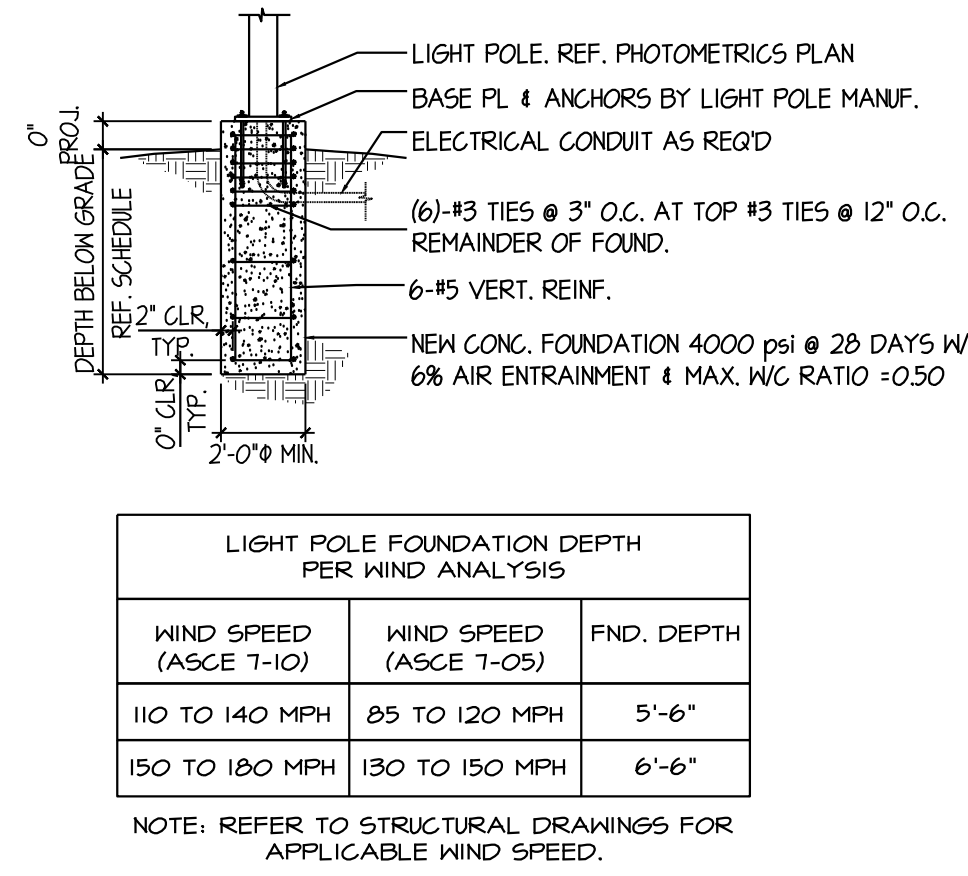 LIGHT POLE. REF. PHOTOMETRICS PLAN
BASE PL & ANCHORS BY LIGHT POLE MANUF.
ELECTRICAL CONDUIT AS REQ'D
(6)-#3 TIES @ 3" O.C. AT TOP #3 TIES @ 12" O.C.
REMAINDER OF FOUND.
6-#5 VERT. REINF.
NEW CONC. FOUNDATION 4000 psi @ 28 DAYS W/
6% AIR ENTRAINMENT & MAX. W/C RATIO =0.50
0"
PROJ.
DEPTH BELOW GRADE
REF. SCHEDULE
2" CLR,
TYP.
0" CLR
TYP.
2'-0"Φ MIN.
LIGHT POLE FOUNDATION DEPTH
PER WIND ANALYSIS
WIND SPEED
(ASCE 7-10)
WIND SPEED
(ASCE 7-05)
FND. DEPTH
110 TO 140 MPH
85 TO 120 MPH
5'-6"
150 TO 180 MPH
130 TO 150 MPH
6'-6"
NOTE: REFER TO STRUCTURAL DRAWINGS FOR
APPLICABLE WIND SPEED.